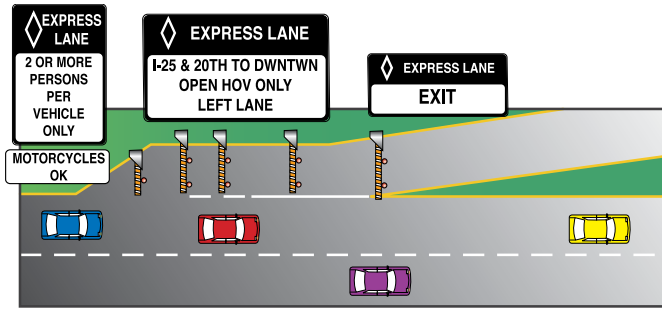 EXPRESS
LANE
2 OR MORE
PERSONS
PER
VEHICLE
ONLY
MOTORCYCLES
OK
EXPRESS LANE
I-25 & 20TH TO DWNTWN
OPEN HOV ONLY
LEFT LANE
EXPRESS LANE
EXIT